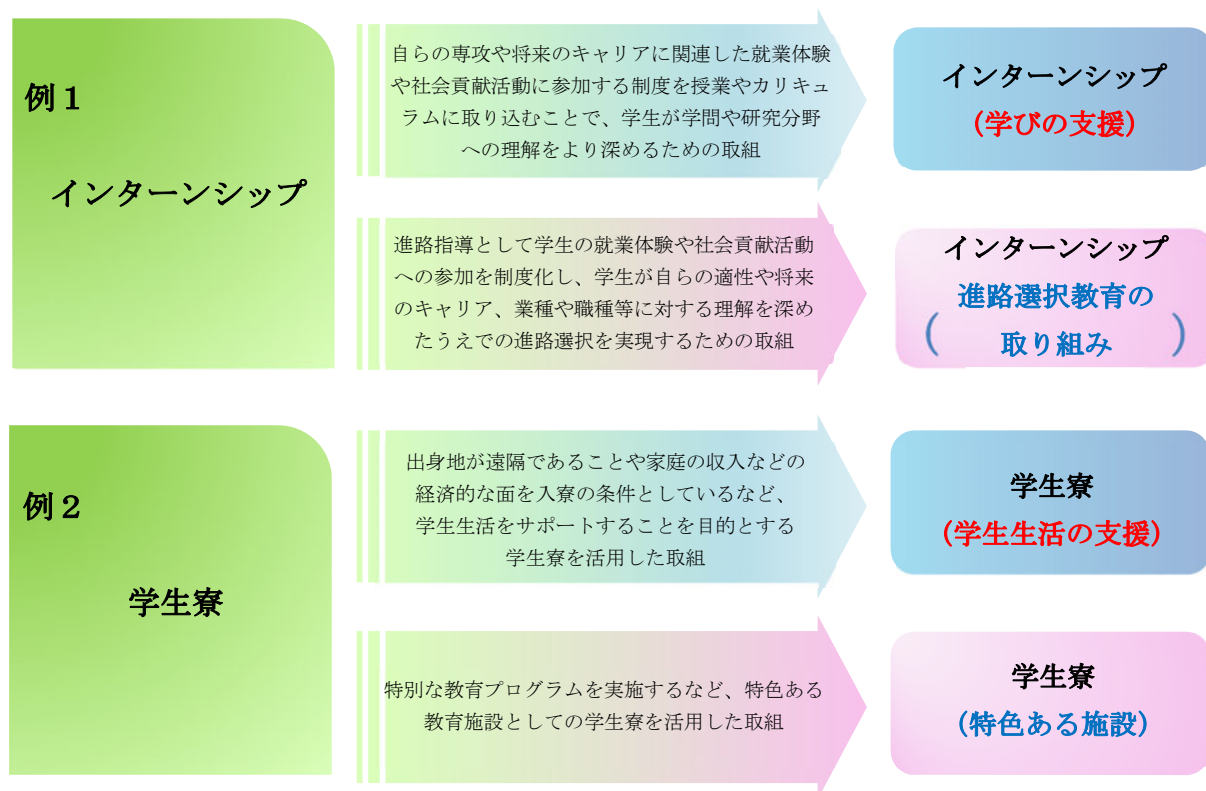 例１
インターンシップ
自らの専攻や将来のキャリアに関連した就業体験
や社会貢献活動に参加する制度を授業やカリキュ
ラムに取り込むことで、学生が学問や研究分野
への理解をより深めるための取組
インターンシップ
（学びの支援）
進路指導として学生の就業体験や社会貢献活動
への参加を制度化し、学生が自らの適性や将来
のキャリア、業種や職種等に対する理解を深め
たうえでの進路選択を実現するための取組
インターンシップ
（進路選択教育の
取り組み）
例２
学生寮
出身地が遠隔であることや家庭の収入などの
経済的な面を入寮の条件としているなど、
学生生活をサポートすることを目的とする
学生寮を活用した取組
学生寮
（学生生活の支援）
特別な教育プログラムを実施するなど、特色ある
教育施設としての学生寮を活用した取組
学生寮
（特色ある施設）